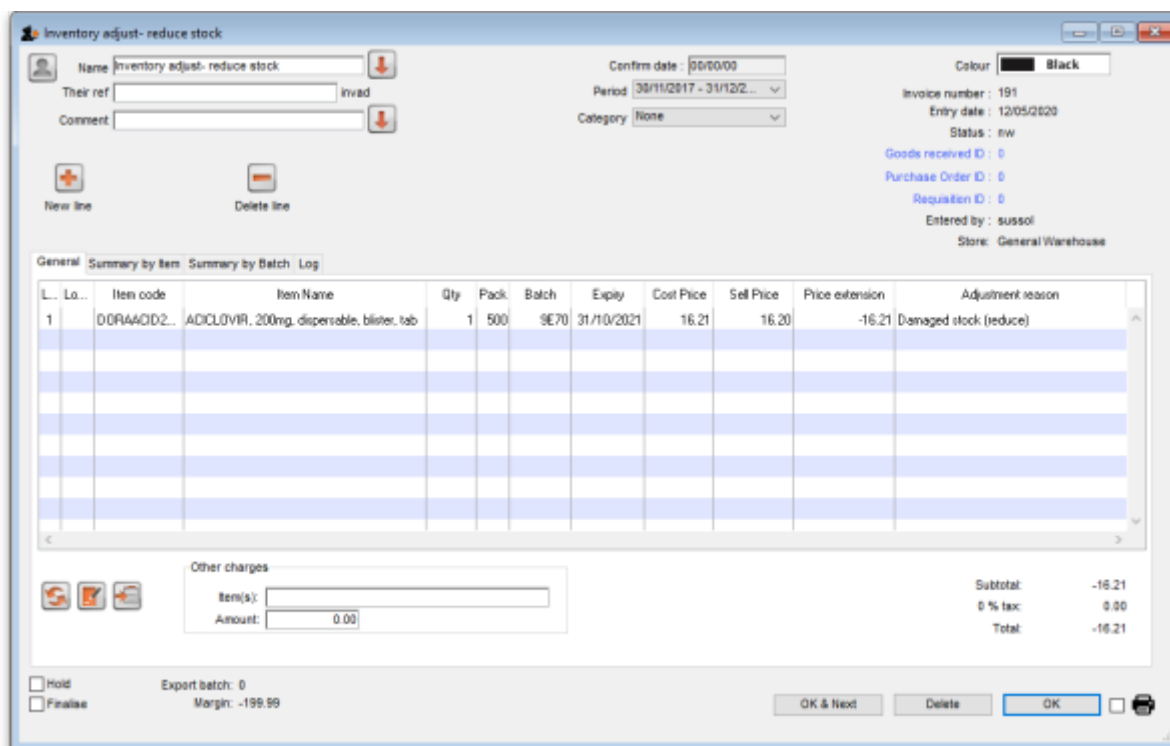 Inventory adjust- reduce stock
Name Inventory adjust- reduce stock
Their ref invad
Comment
Confirm date : 00/00/00
Period 30/11/2017 - 31/12/2...
Category None
Colour Black
Invoice number : 191
Entry date : 12/05/2020
Status : nw
Goods received ID : 0
Purchase Order ID : 0
Requisition ID : 0
Entered by : sussol
Store: General Warehouse
New line Delete line
General Summary by Item Summary by Batch Log
L... Lo... Item code Item Name Qty Pack Batch Expiry Cost Price Sell Price Price extension Adjustment reason
1 DORAACID2... ACICLOVIR, 200mg, dispersable, blister, tab 1 500 9E70 31/10/2021 16.21 16.20 -16.21 Damaged stock (reduce)
Other charges
Item(s):
Amount: 0.00
Subtotal: -16.21
0 % tax: 0.00
Total: -16.21
Hold
Finalise
Export batch: 0
Margin: -199.99
OK & Next Delete OK